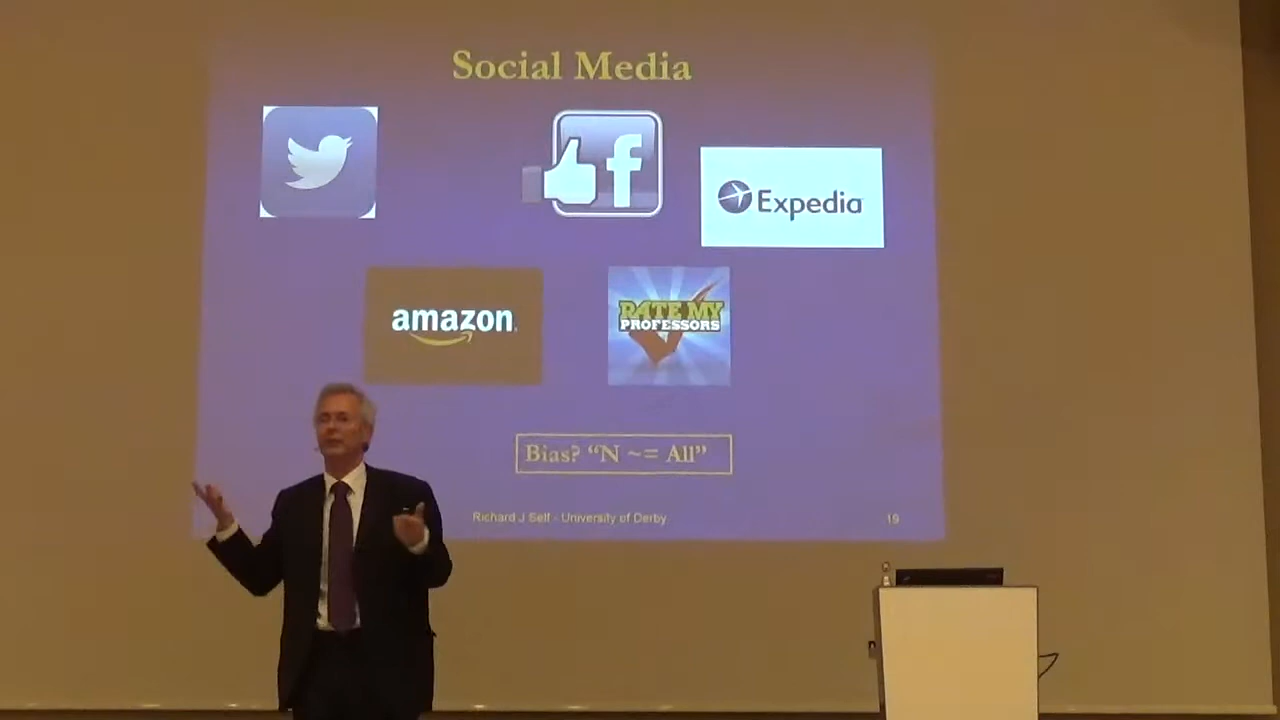 Social Media
f
Expedia
amazon
RATE MY
PROFESSORS
Bias? “N ~= All”
Richard J Self - University of Derby
19